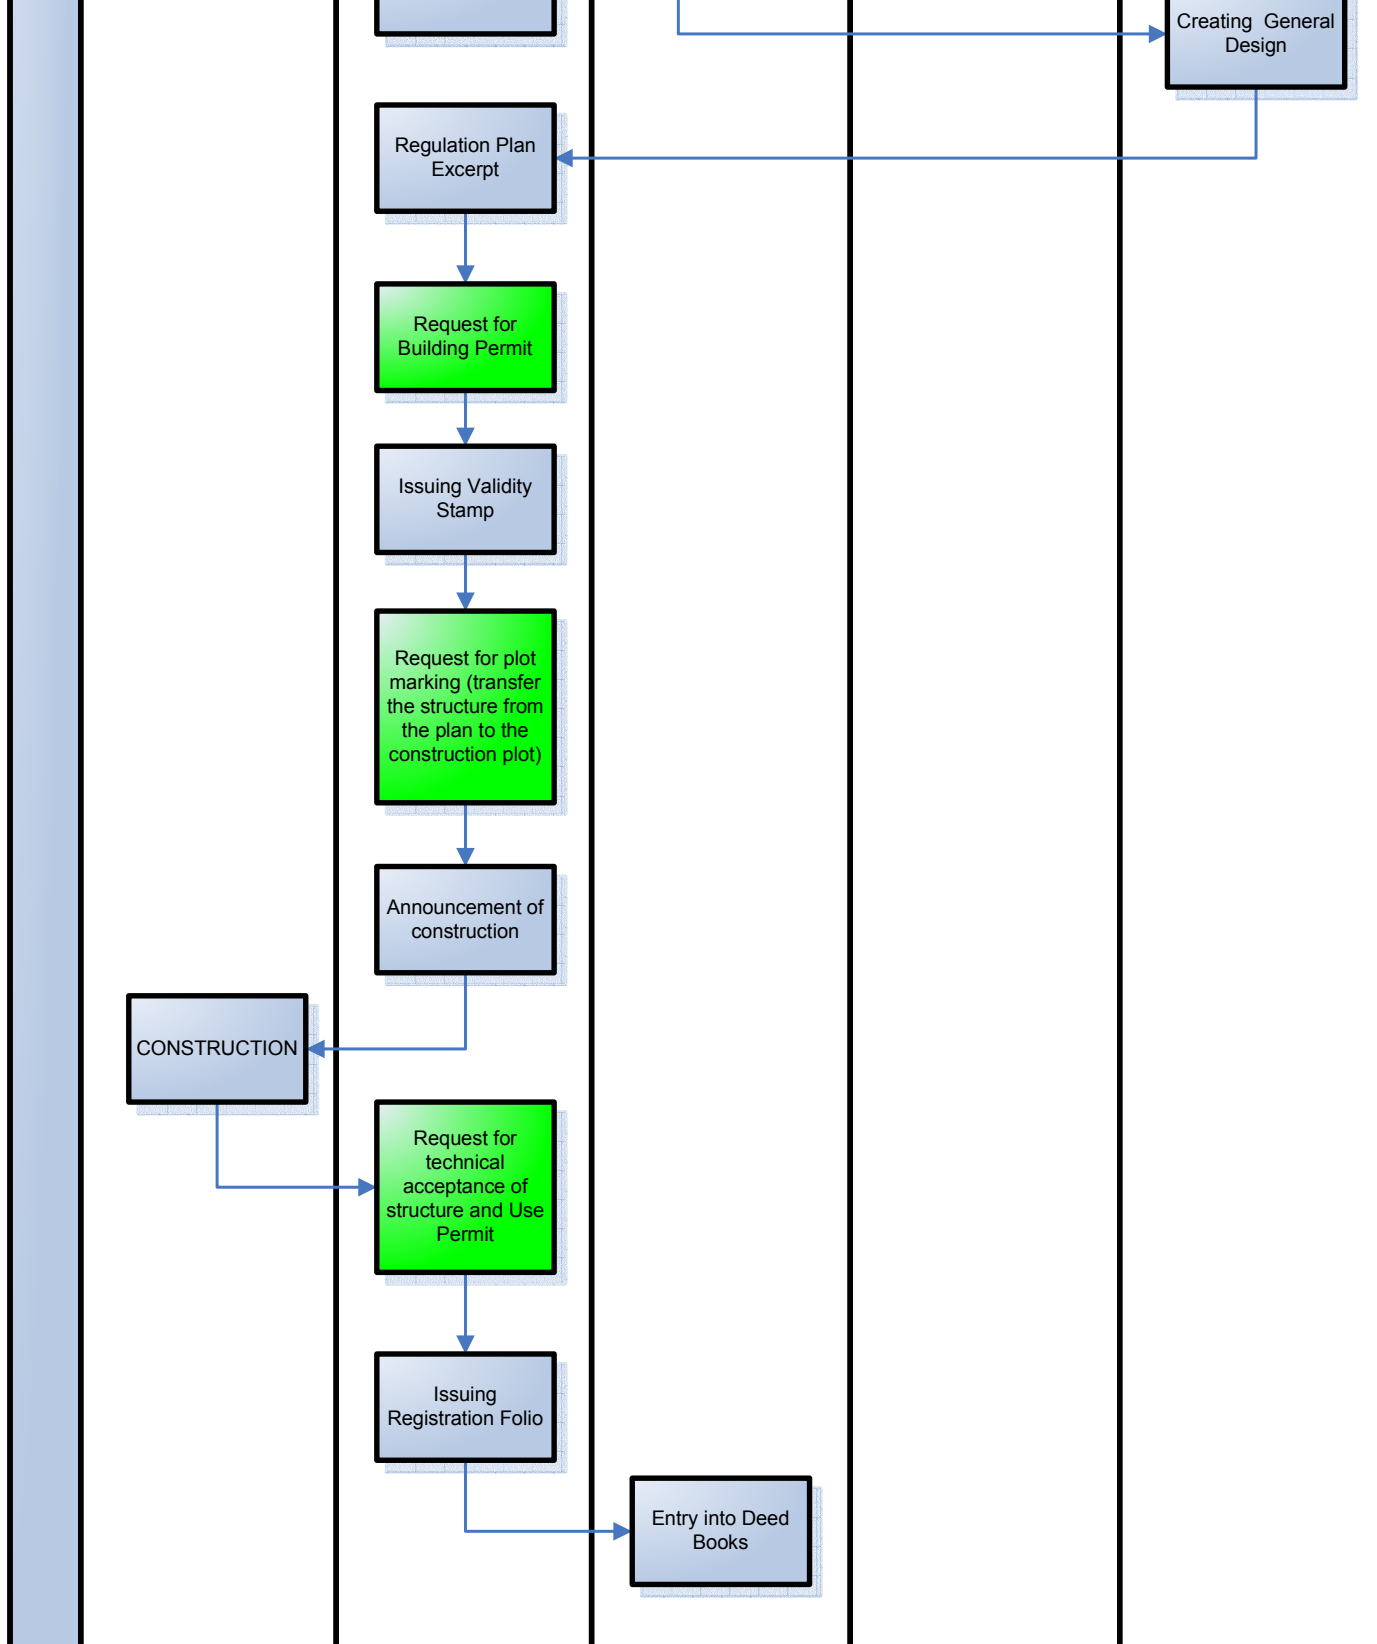 Creating General
Design
Regulation Plan
Excerpt
Request for
Building Permit
Issuing Validity
Stamp
Request for plot
marking (transfer
the structure from
the plan to the
construction plot)
Announcement of
construction
CONSTRUCTION
Request for
technical
acceptance of
structure and Use
Permit
Issuing
Registration Folio
Entry into Deed
Books